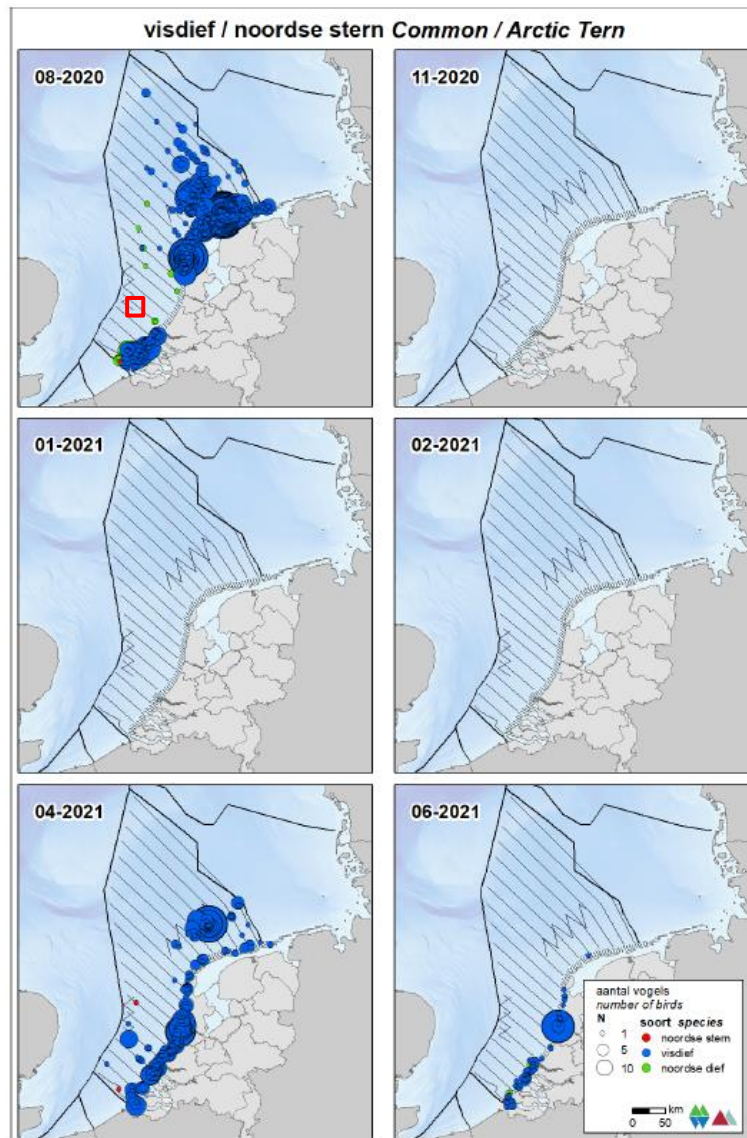 visdief / noordse stern Common / Arctic Tern
08-2020
11-2020
01-2021
02-2021
04-2021
06-2021
aantal vogels
number of birds
N
1
5
10
soort species
noordse stern
visdief
noordse dief
km
0 50